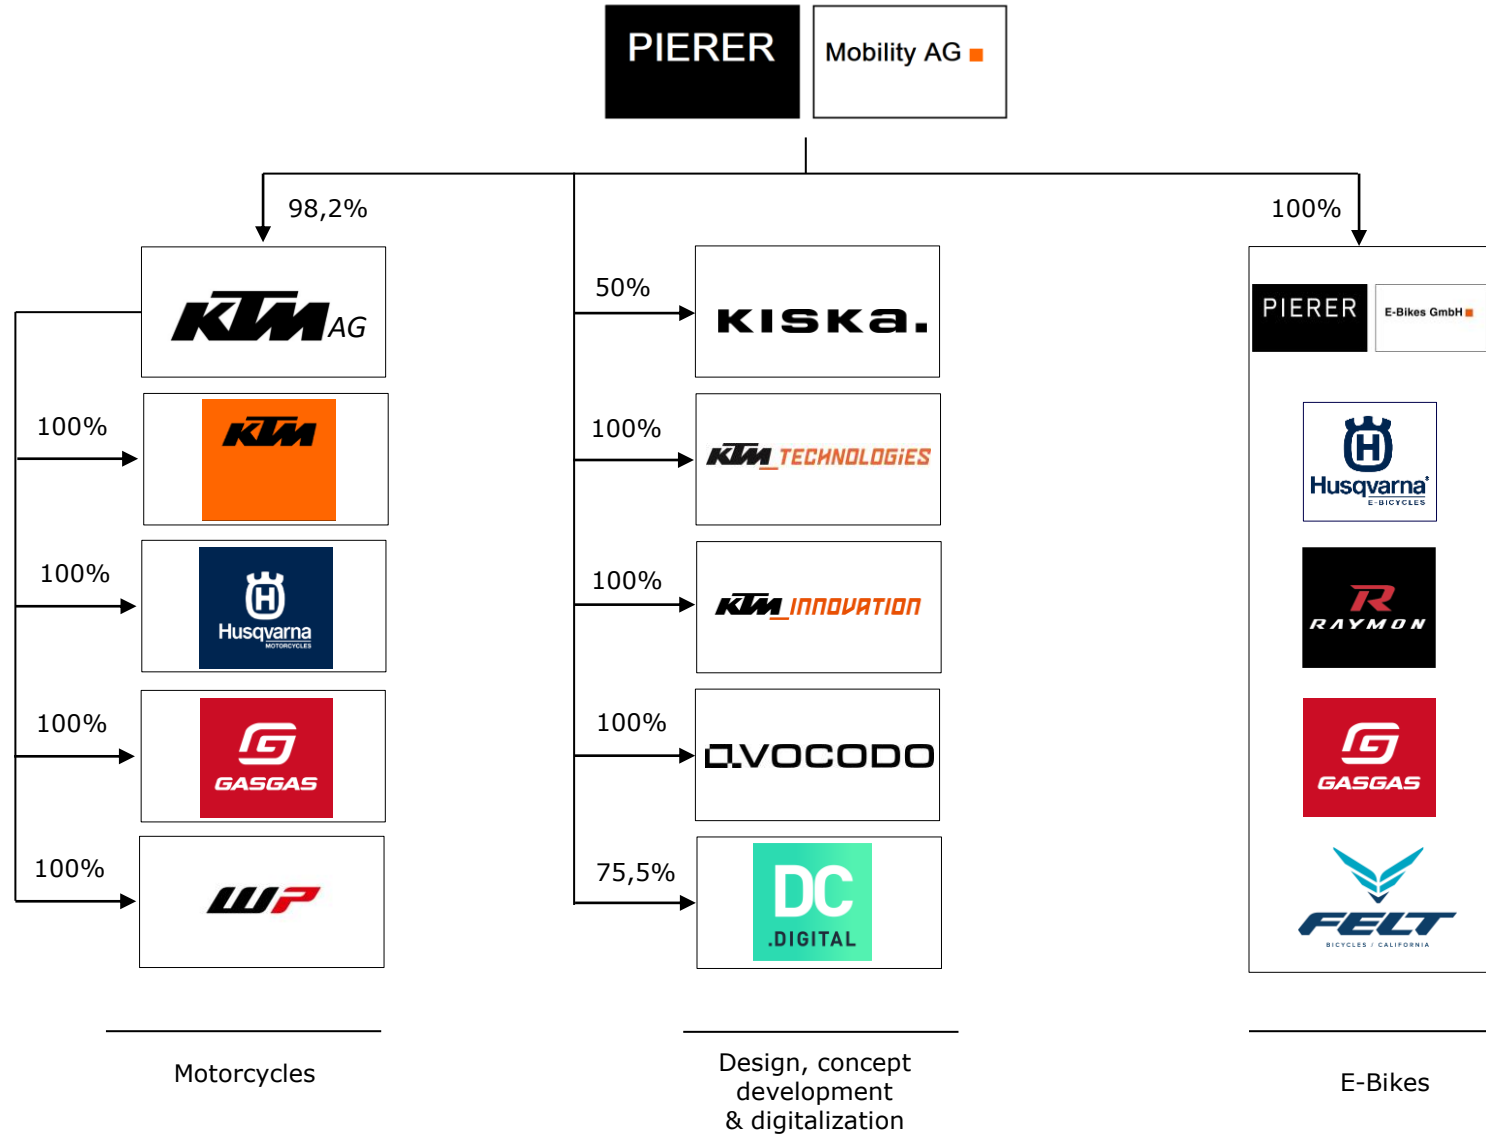 PIERER
Mobility AG
98,2%
100%
KTM AG
100%
KTM
100%
Husqvarna
MOTORCYCLES
100%
GASGAS
100%
WP
50%
KISKa.
100%
KTM_TECHNOLOGiES
100%
KTM_INNOVATION
100%
VOCODO
75,5%
DC
.DIGITAL
PIERER
E-Bikes GmbH
Husqvarna
E-BICYCLES
R
RAYMON
GASGAS
FELT
BICYCLES / CALIFORNIA
Motorcycles
Design, concept
development
& digitalization
E-Bikes